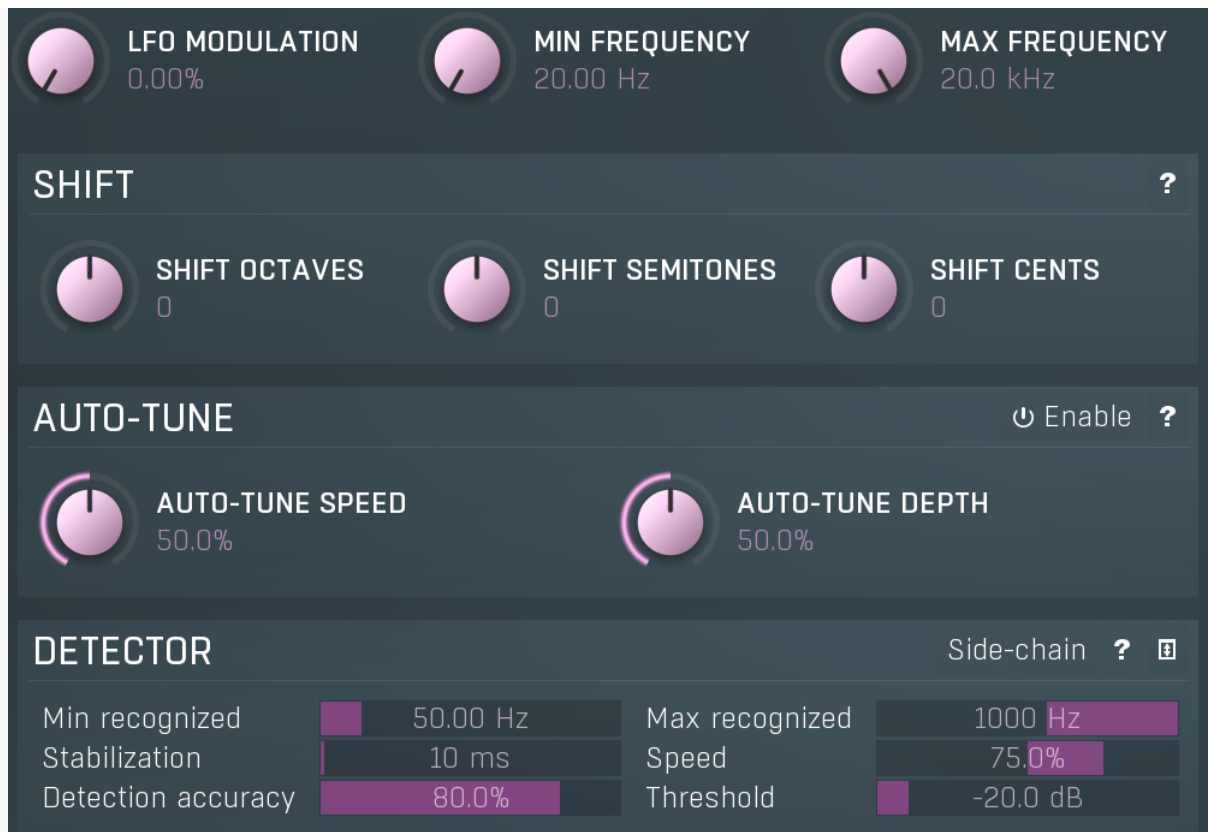 LFO MODULATION MIN FREQUENCY MAX FREQUENCY
0.00% 20.00 Hz 20.0 kHz
SHIFT ?
SHIFT OCTAVES SHIFT SEMITONES SHIFT CENTS
0 0 0
AUTO-TUNE Enable ?
AUTO-TUNE SPEED AUTO-TUNE DEPTH
50.0% 50.0%
DETECTOR Side-chain ?
Min recognized 50.00 Hz Max recognized 1000 Hz
Stabilization 10 ms Speed 75.0%
Detection accuracy 80.0% Threshold -20.0 dB